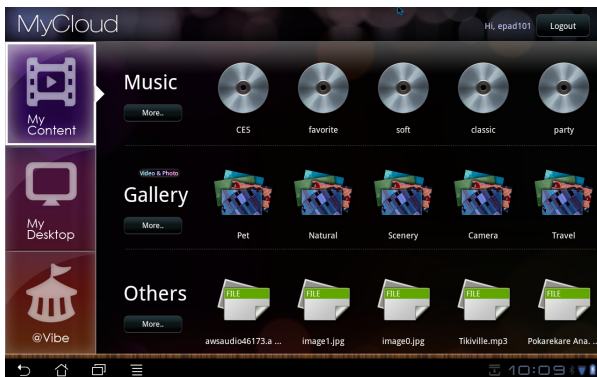 MyCloud
Hi, epad101
Logout
My
Content
Music
More..
CES
favorite
soft
classic
party
My
Desktop
Video & Photo
Gallery
More..
Pet
Natural
Scenery
Camera
Travel
@Vibe
Others
More..
FILE
FILE
FILE
FILE
FILE
awsaudio46173.a ...
image1.jpg
image0.jpg
Tikiville.mp3
Pokarekare Ana. ..
10:09